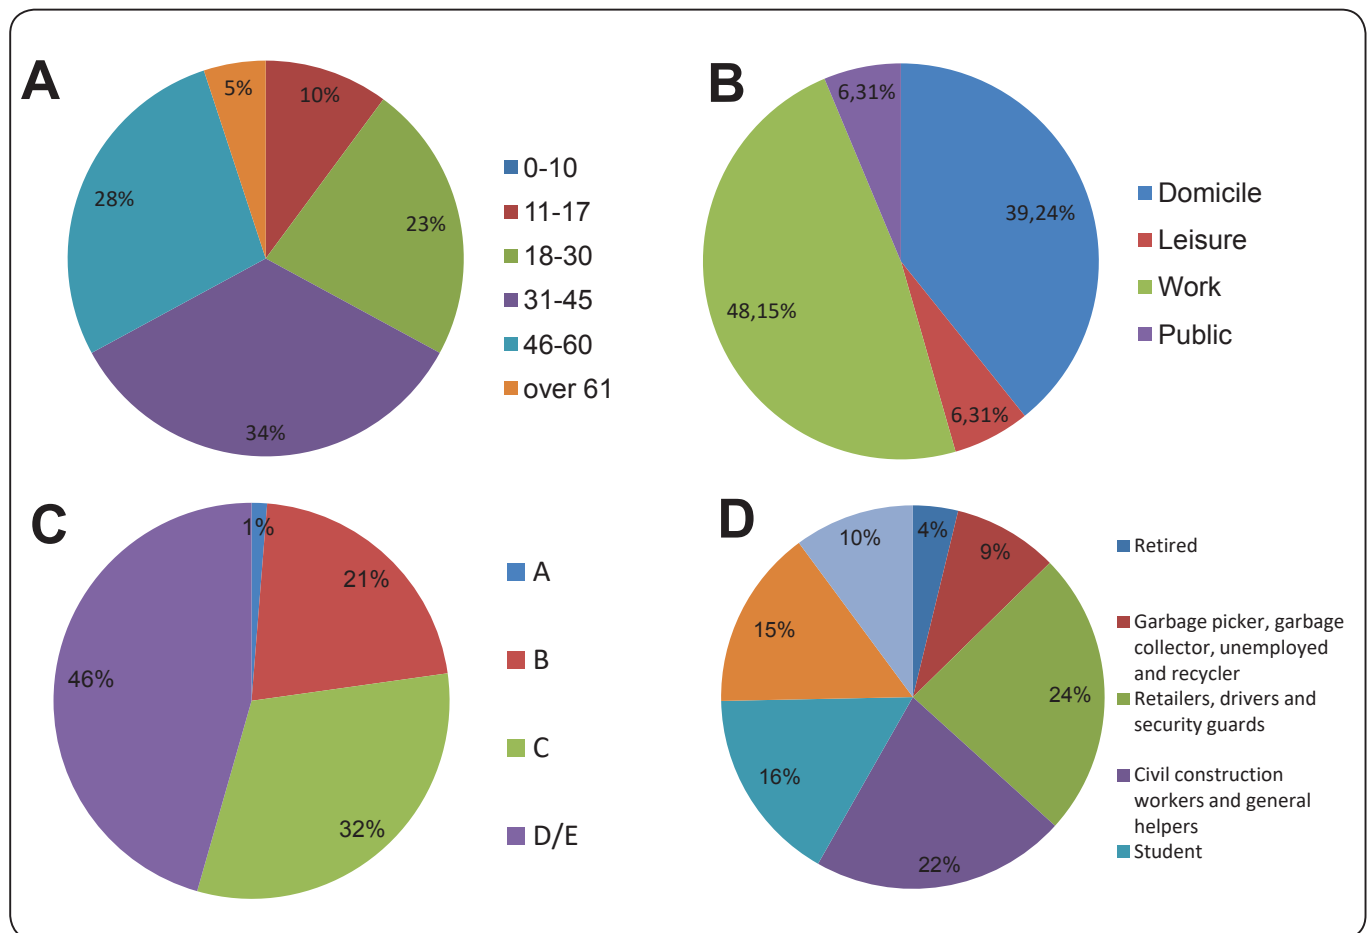 A
5%
10%
28%
23%
34%
0-10
11-17
18-30
31-45
46-60
over 61
B
6,31%
39,24%
48,15%
6,31%
Domicile
Leisure
Work
Public
C
1%
21%
46%
32%
A
B
C
D/E
D
10%
4%
9%
15%
24%
16%
22%
Retired
Garbage picker, garbage
collector, unemployed
and recycler
Retailers, drivers and
security guards
Civil construction
workers and general
helpers
Student